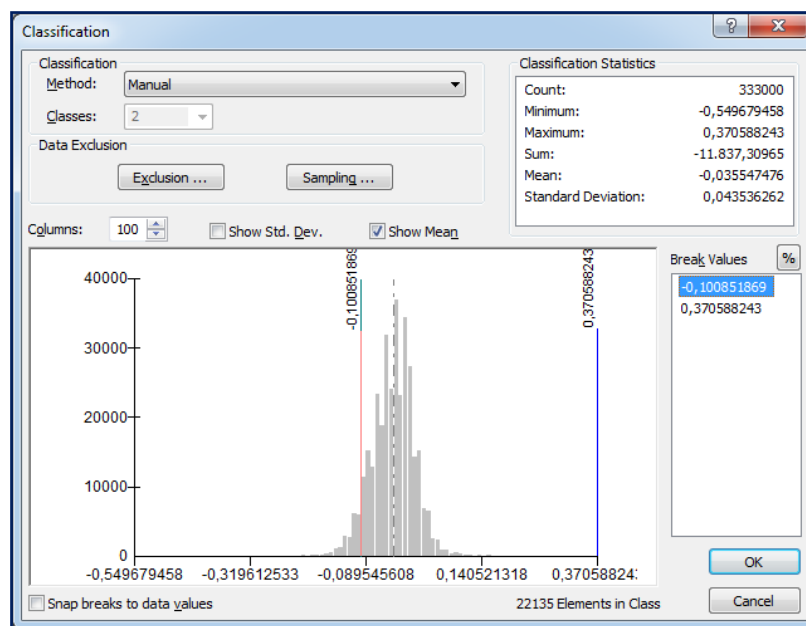 Classification
Classification
Method: Manual
Classes: 2
Data Exclusion
Exclusion ...
Sampling ...
Classification Statistics
Count: 333000
Minimum: -0,549679458
Maximum: 0,370588243
Sum: -11.837,30965
Mean: -0,035547476
Standard Deviation: 0,043536262
Columns: 100
Show Std. Dev.
Show Mean
40000
30000
20000
10000
0
-0,100851869
0,370588243
-0,549679458 -0,319612533 -0,089545608 0,140521318 0,370588243
Break Values %
-0,100851869
0,370588243
OK
Snap breaks to data values
22135 Elements in Class
Cancel